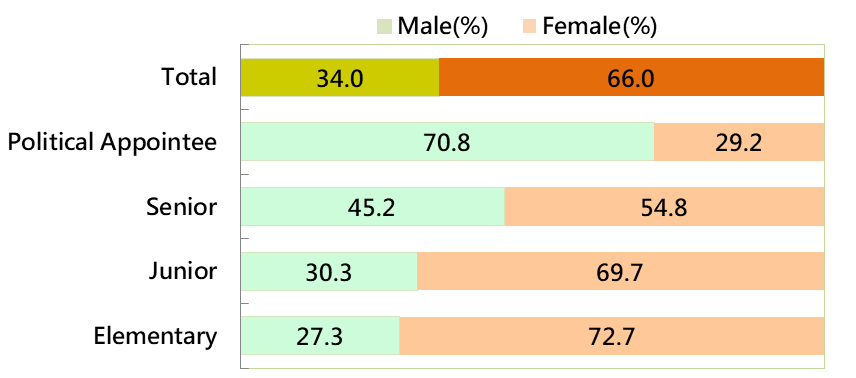 Male(%) Female(%)
Total 34.0 66.0
Political Appointee 70.8 29.2
Senior 45.2 54.8
Junior 30.3 69.7
Elementary 27.3 72.7